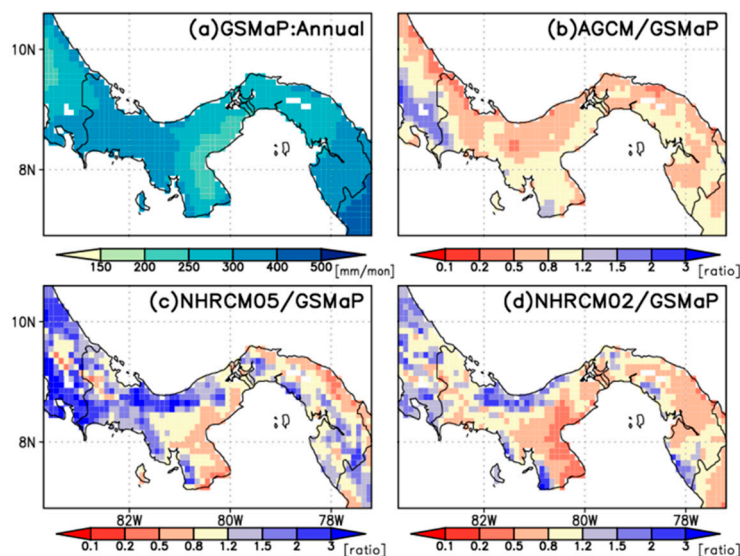 (a)GSMaP:Annual
(b)AGCM/GSMaP
10N
8N
150 200 250 300 400 500 [mm/mon]
0.1 0.2 0.5 0.8 1.2 1.5 2 3 [ratio]
(c)NHRCM05/GSMaP
(d)NHRCM02/GSMaP
10N
8N
82W 80W 78W
82W 80W 78W
0.1 0.2 0.5 0.8 1.2 1.5 2 3 [ratio]
0.1 0.2 0.5 0.8 1.2 1.5 2 3 [ratio]